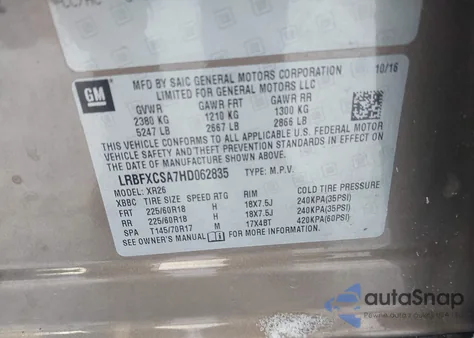 GM
MFD BY SAIC GENERAL MOTORS CORPORATION 10/16
LIMITED FOR GENERAL MOTORS LLC
GVWR GAWR FRT GAWR RR
2380 KG 1210 KG 1300 KG
5247 LB 2667 LB 2866 LB
THIS VEHICLE CONFORMS TO ALL APPLICABLE U.S. FEDERAL MOTOR
VEHICLE SAFETY, BUMPER, AND THEFT PREVENTION STANDARDS IN
EFFECT ON THE DATE OF MANUFACTURE SHOWN ABOVE.
LRBFXCSA7HD062835 TYPE: M.P.V.
MODEL: XR26
XBBC TIRE SIZE SPEED RTG RIM COLD TIRE PRESSURE
FRT 225/60R18 H 18X7.5J 240KPA(35PSI)
RR 225/60R18 H 18X7.5J 240KPA(35PSI)
SPA T145/70R17 M 17X4BT 420KPA(60PSI)
SEE OWNER'S MANUAL FOR MORE INFORMATION.
autoSnap